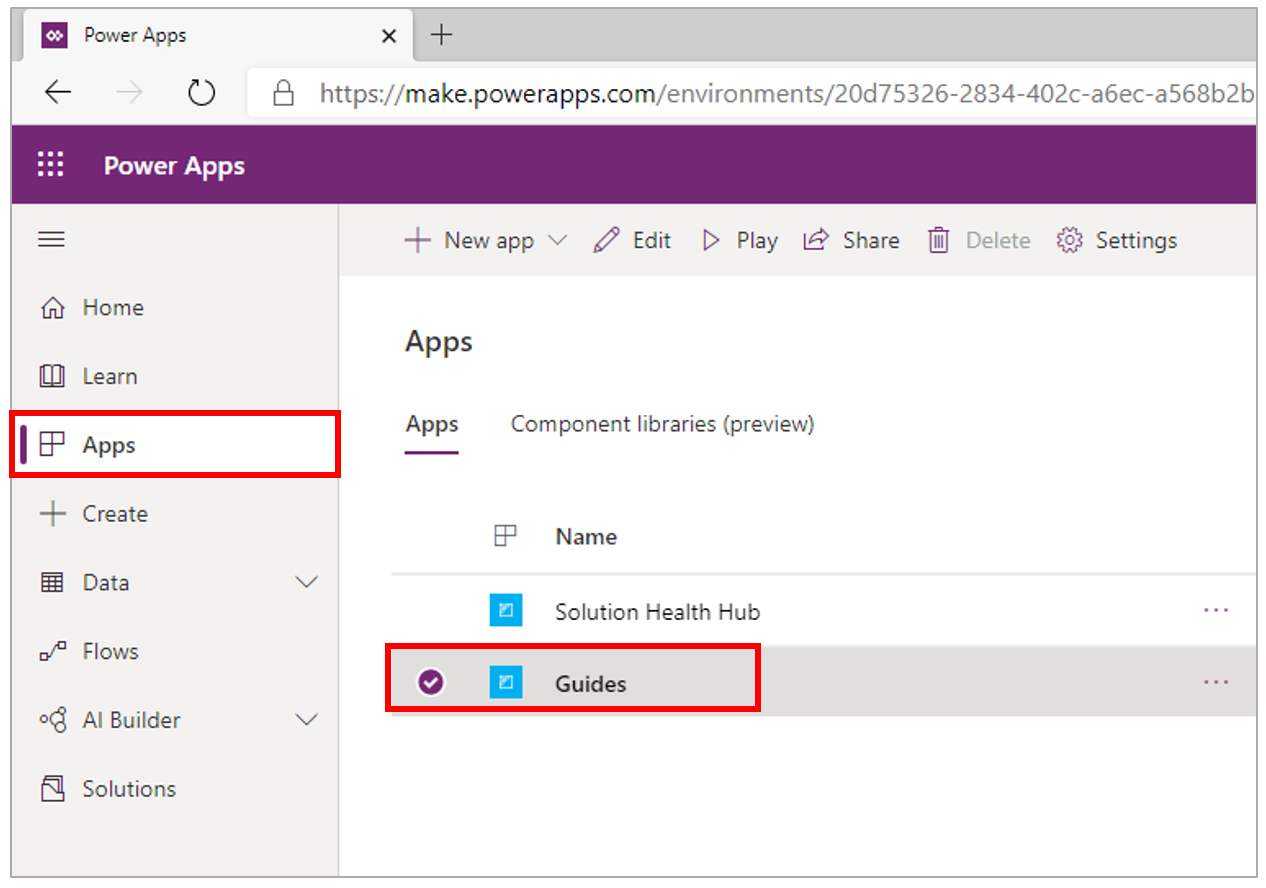 Power Apps
https://make.powerapps.com/environments/20d75326-2834-402c-a6ec-a568b2b
Power Apps
New app Edit Play Share Delete Settings
Home
Learn
Apps
Create
Data
Flows
AI Builder
Solutions
Apps
Apps Component libraries (preview)
Name
Solution Health Hub
Guides